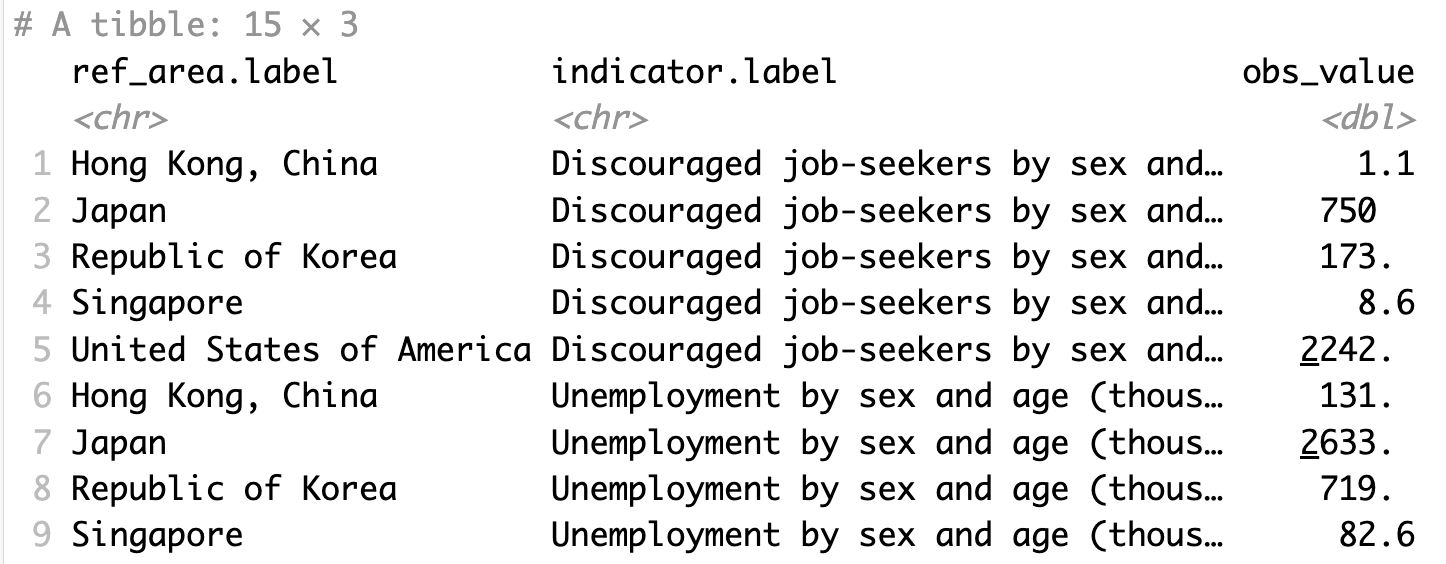 # A tibble: 15 × 3
ref_area.label indicator.label obs_value
<chr> <chr> <dbl>
1 Hong Kong, China Discouraged job-seekers by sex and… 1.1
2 Japan Discouraged job-seekers by sex and… 750
3 Republic of Korea Discouraged job-seekers by sex and… 173.
4 Singapore Discouraged job-seekers by sex and… 8.6
5 United States of America Discouraged job-seekers by sex and… 2242.
6 Hong Kong, China Unemployment by sex and age (thous… 131.
7 Japan Unemployment by sex and age (thous… 2633.
8 Republic of Korea Unemployment by sex and age (thous… 719.
9 Singapore Unemployment by sex and age (thous… 82.6